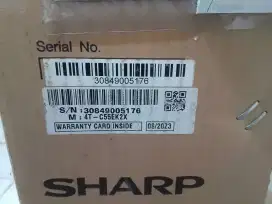 Serial No.
30849005176
S/N : 30849005176
M : 4T-C55EK2X
WARRANTY CARD INSIDE 08/2023
SHARP